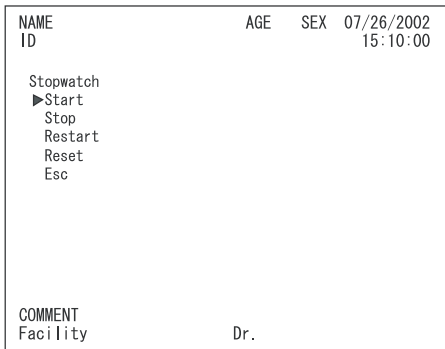 NAME AGE SEX 07/26/2002
ID 15:10:00
Stopwatch
▶Start
Stop
Restart
Reset
Esc
COMMENT
Facility Dr.